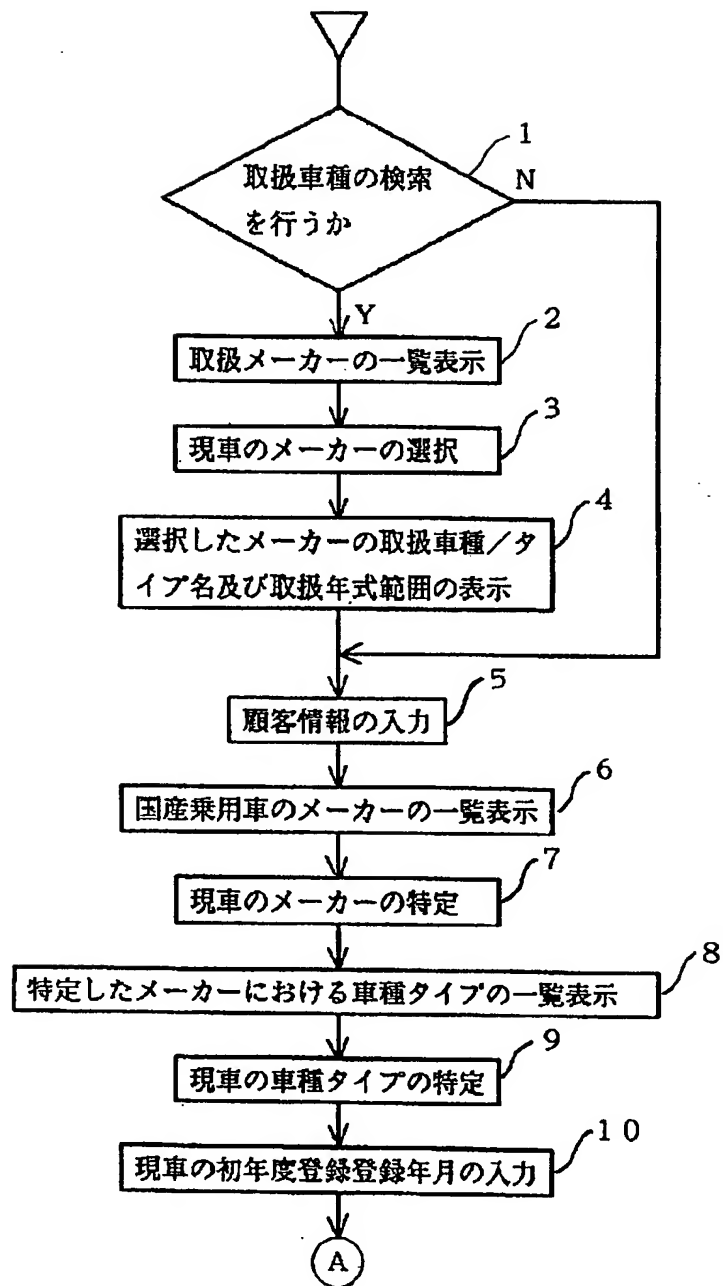 1
取扱車種の検索
を行うか
N
Y
2
取扱メーカーの一覧表示
3
現車のメーカーの選択
4
選択したメーカーの取扱車種／タ
イプ名及び取扱年式範囲の表示
5
顧客情報の入力
6
国産乗用車のメーカーの一覧表示
7
現車のメーカーの特定
8
特定したメーカーにおける車種タイプの一覧表示
9
現車の車種タイプの特定
10
現車の初年度登録登録年月の入力
A